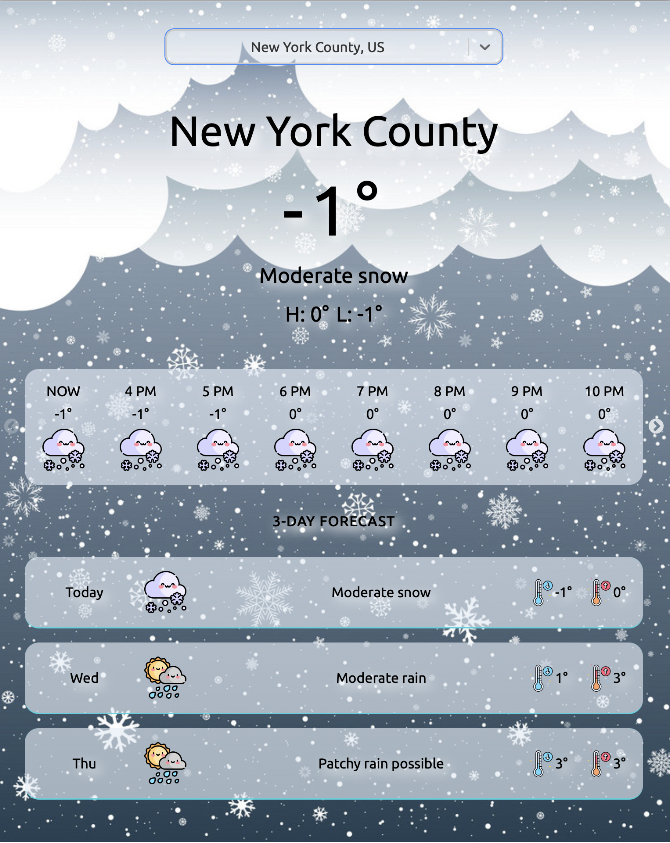 New York County, US
New York County
-1°
Moderate snow
H: 0° L: -1°
NOW 4 PM 5 PM 6 PM 7 PM 8 PM 9 PM 10 PM
-1° -1° -1° 0° 0° 0° 0° 0°
3-DAY FORECAST
Today Moderate snow -1° 0°
Wed Moderate rain 1° 3°
Thu Patchy rain possible 3° 3°